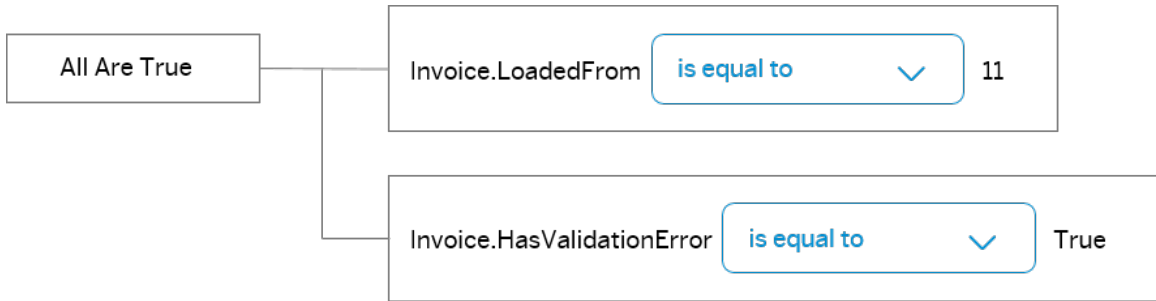 All Are True
Invoice.LoadedFrom is equal to 11
Invoice.HasValidationError is equal to True